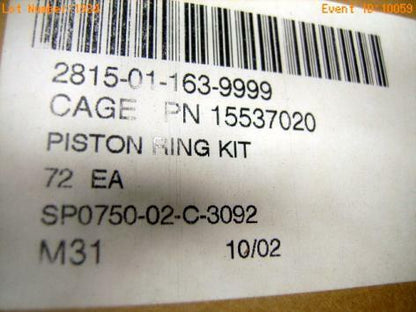 Lot Number: 1524 Event ID: 10059
2815-01-163-9999
CAGE PN 15537020
PISTON RING KIT
72 EA
SP0750-02-C-3092
M31 10/02